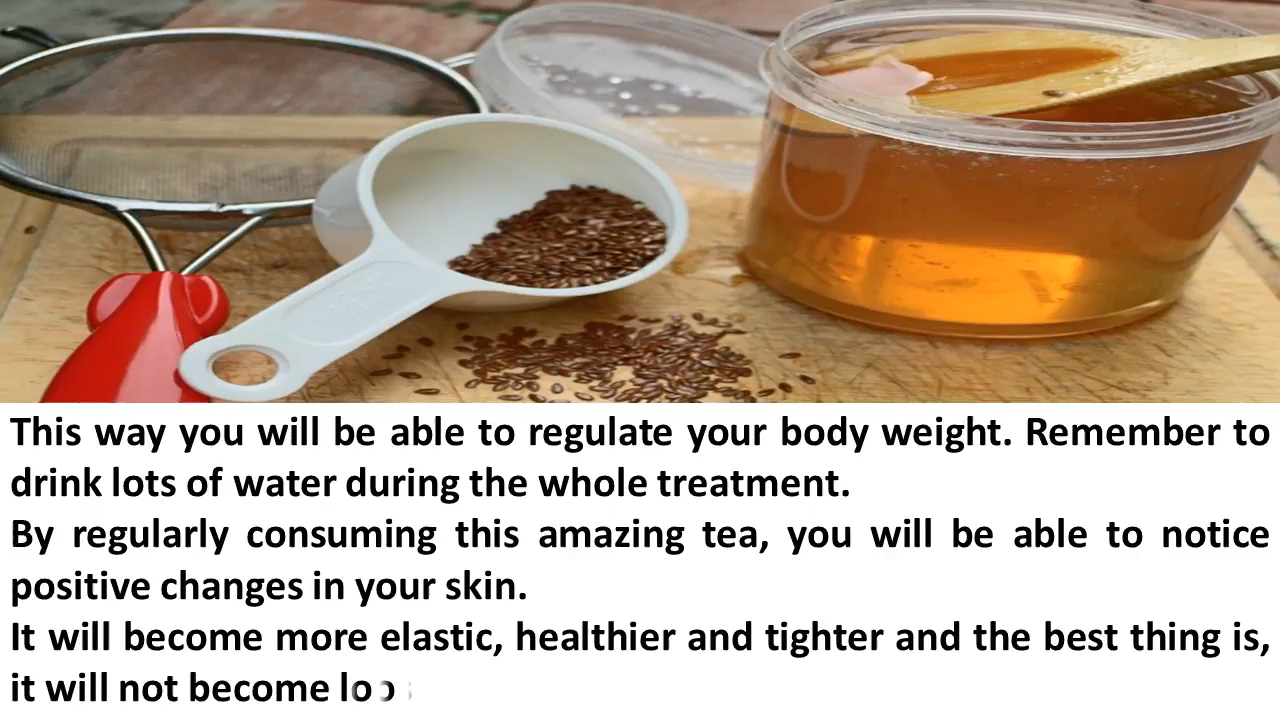 This way you will be able to regulate your body weight. Remember to
drink lots of water during the whole treatment.
By regularly consuming this amazing tea, you will be able to notice
positive changes in your skin.
It will become more elastic, healthier and tighter and the best thing is,
it will not become